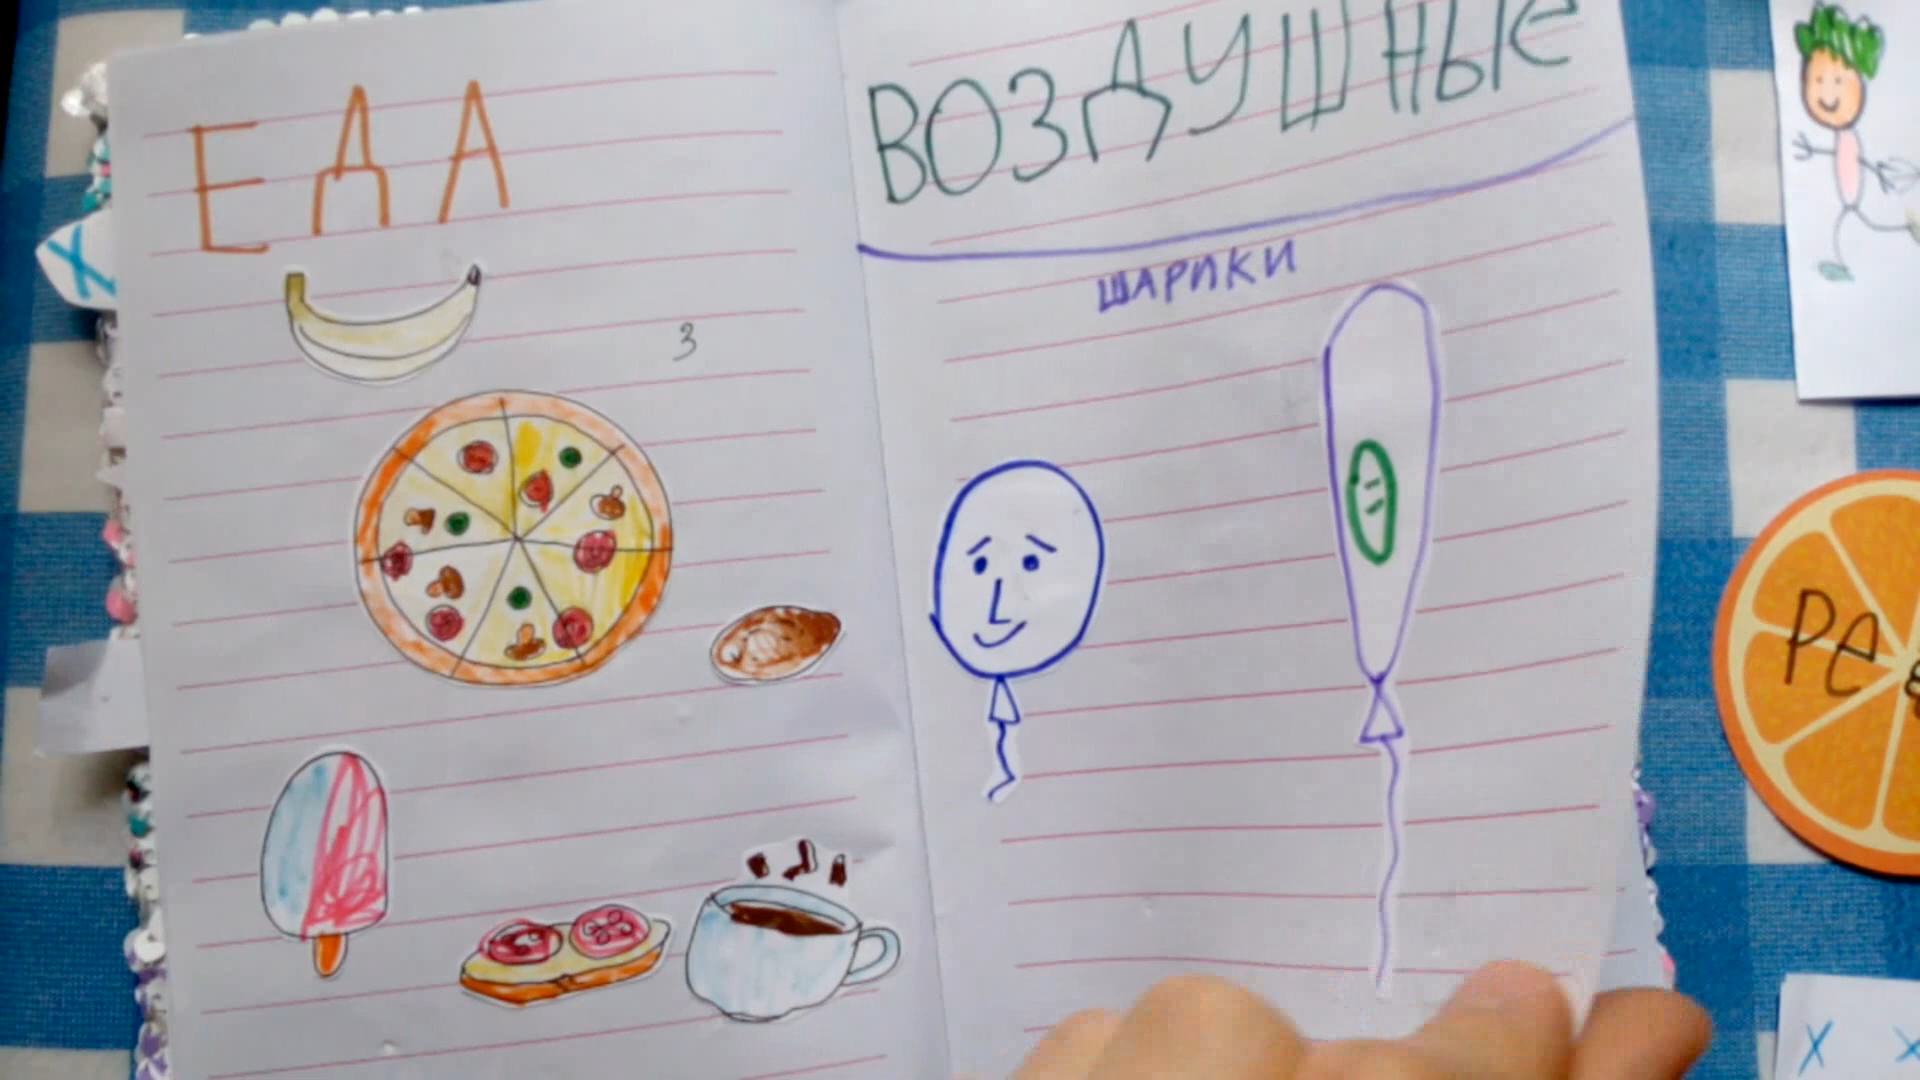 ЕДА
3
ВОЗДУШНЫЕ
ШАРИКИ
Х
РЕ
Х Х